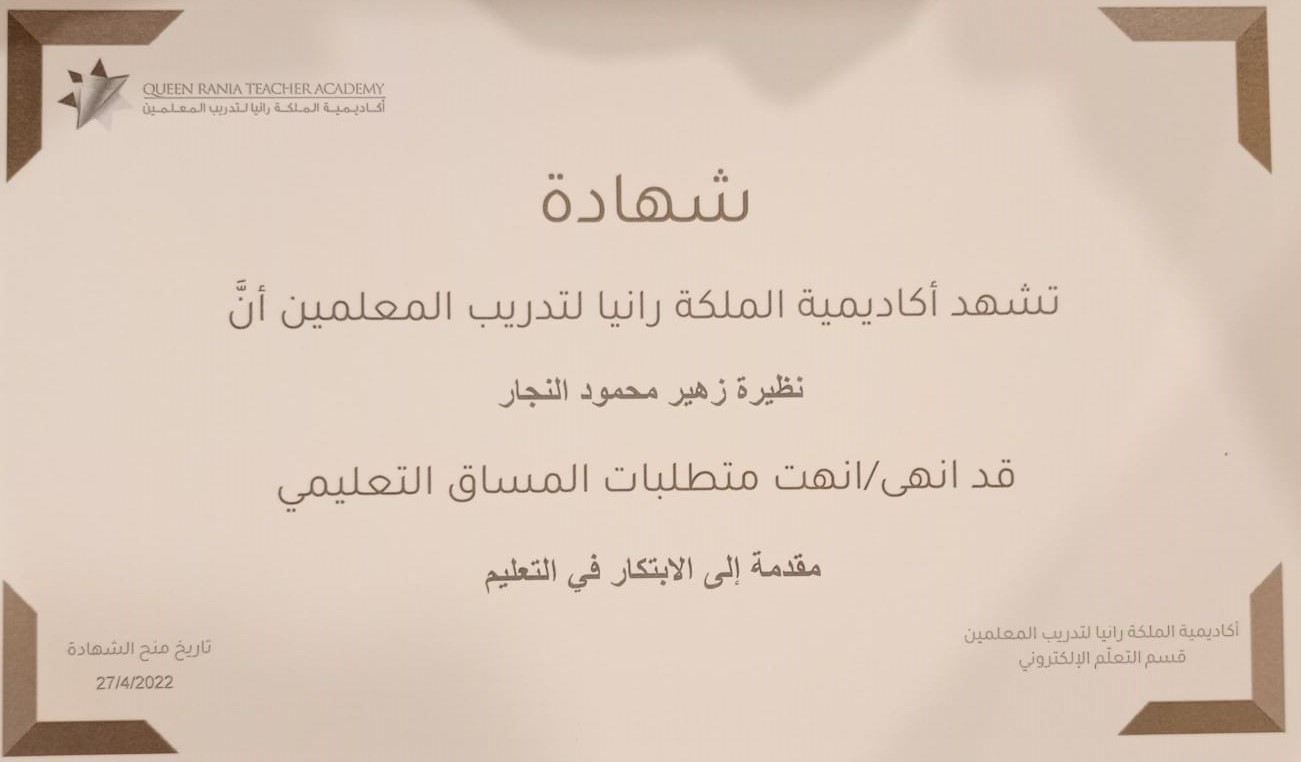 QUEEN RANIA TEACHER ACADEMY
أكاديمية الملكة رانيا لتدريب المعلمين
شهادة
تشهد أكاديمية الملكة رانيا لتدريب المعلمين أنَّ
نظيرة زهير محمود النجار
قد انهى/انهت متطلبات المساق التعليمي
مقدمة إلى الابتكار في التعليم
أكاديمية الملكة رانيا لتدريب المعلمين
قسم التعلّم الإلكتروني
تاريخ منح الشهادة
27/4/2022